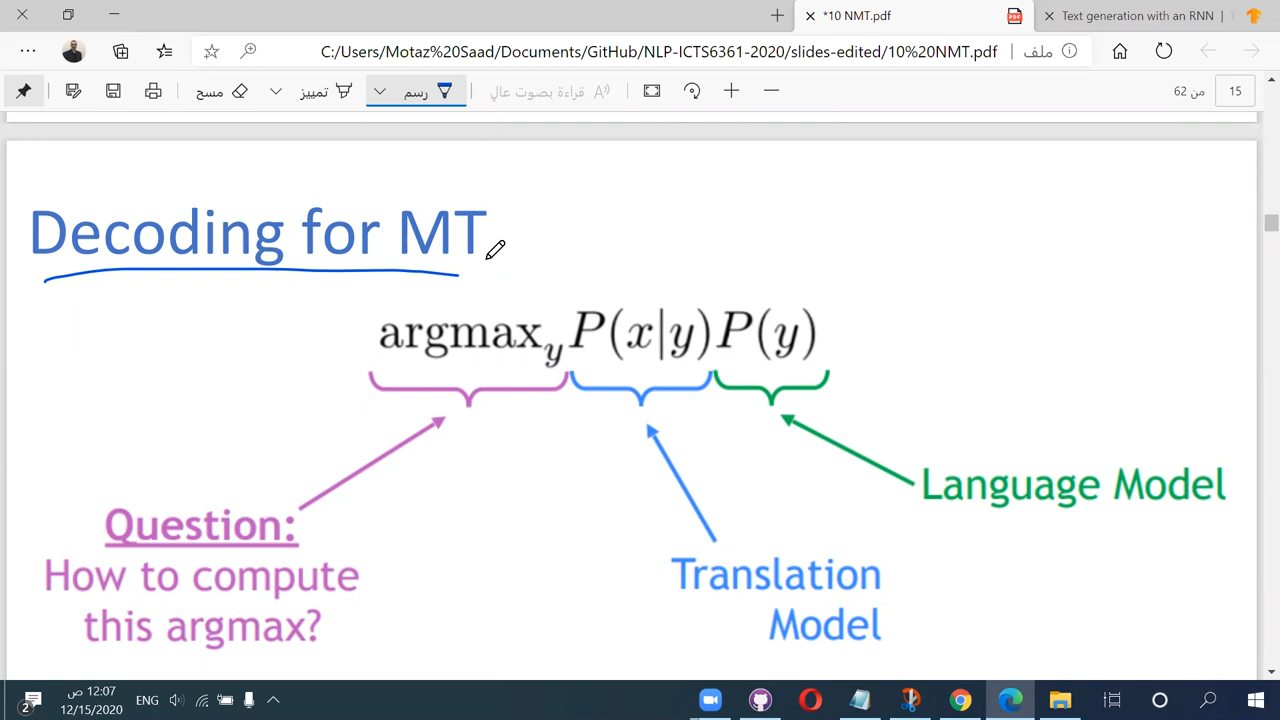 *10 NMT.pdf
Text generation with an RNN
C:/Users/Motaz%20Saad/Documents/GitHub/NLP-ICTS6361-2020/slides-edited/10%20NMT.pdf
ملف
مسح
تمييز
رسم
قراءة بصوت عالٍ
من 62
15
Decoding for MT
argmax_y P(x|y)P(y)
Language Model
Question:
How to compute
this argmax?
Translation
Model
2
12:07 ص
12/15/2020
ENG